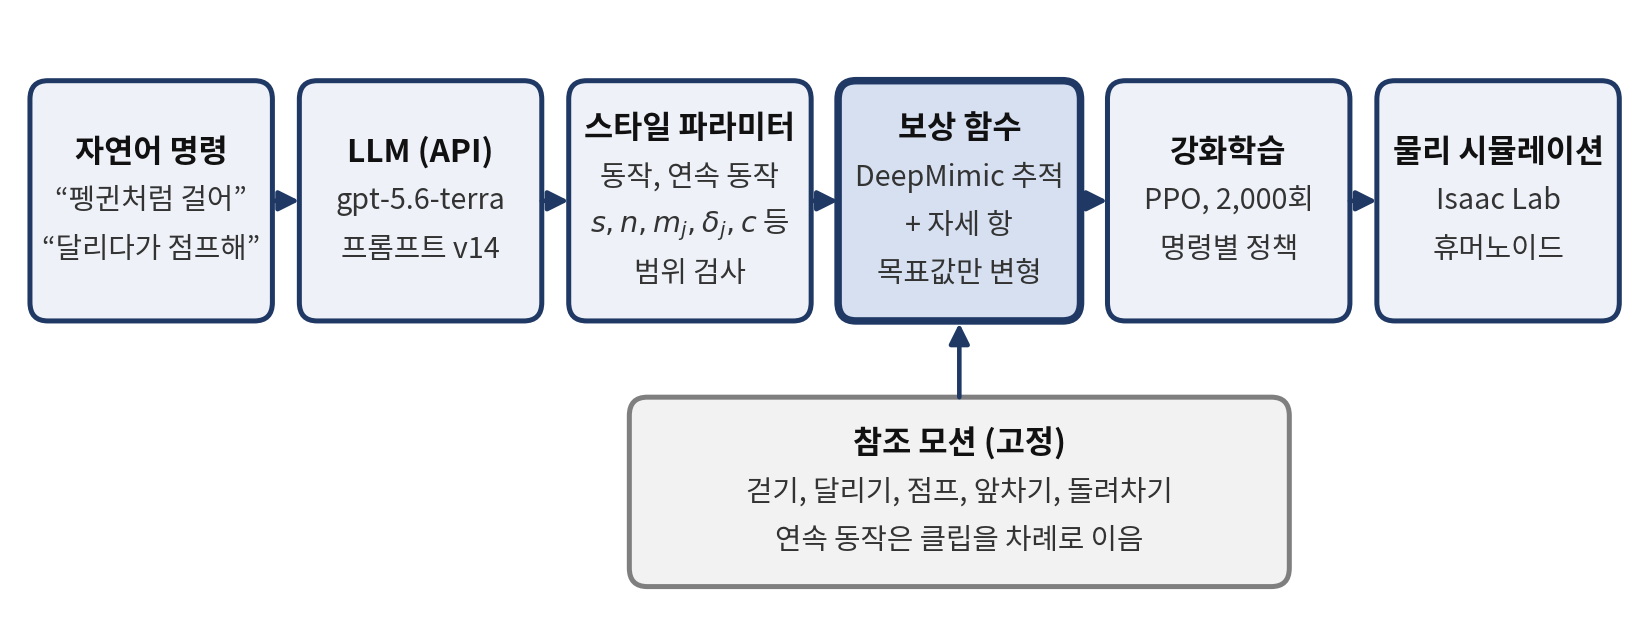 자연어 명령
“펭귄처럼 걸어”
“달리다가 점프해”
LLM (API)
gpt-5.6-terra
프롬프트 v14
스타일 파라미터
동작, 연속 동작
s, n, mⱼ, δⱼ, c 등
범위 검사
보상 함수
DeepMimic 추적
+ 자세 항
목표값만 변형
강화학습
PPO, 2,000회
명령별 정책
물리 시뮬레이션
Isaac Lab
휴머노이드
참조 모션 (고정)
걷기, 달리기, 점프, 앞차기, 돌려차기
연속 동작은 클립을 차례로 이음